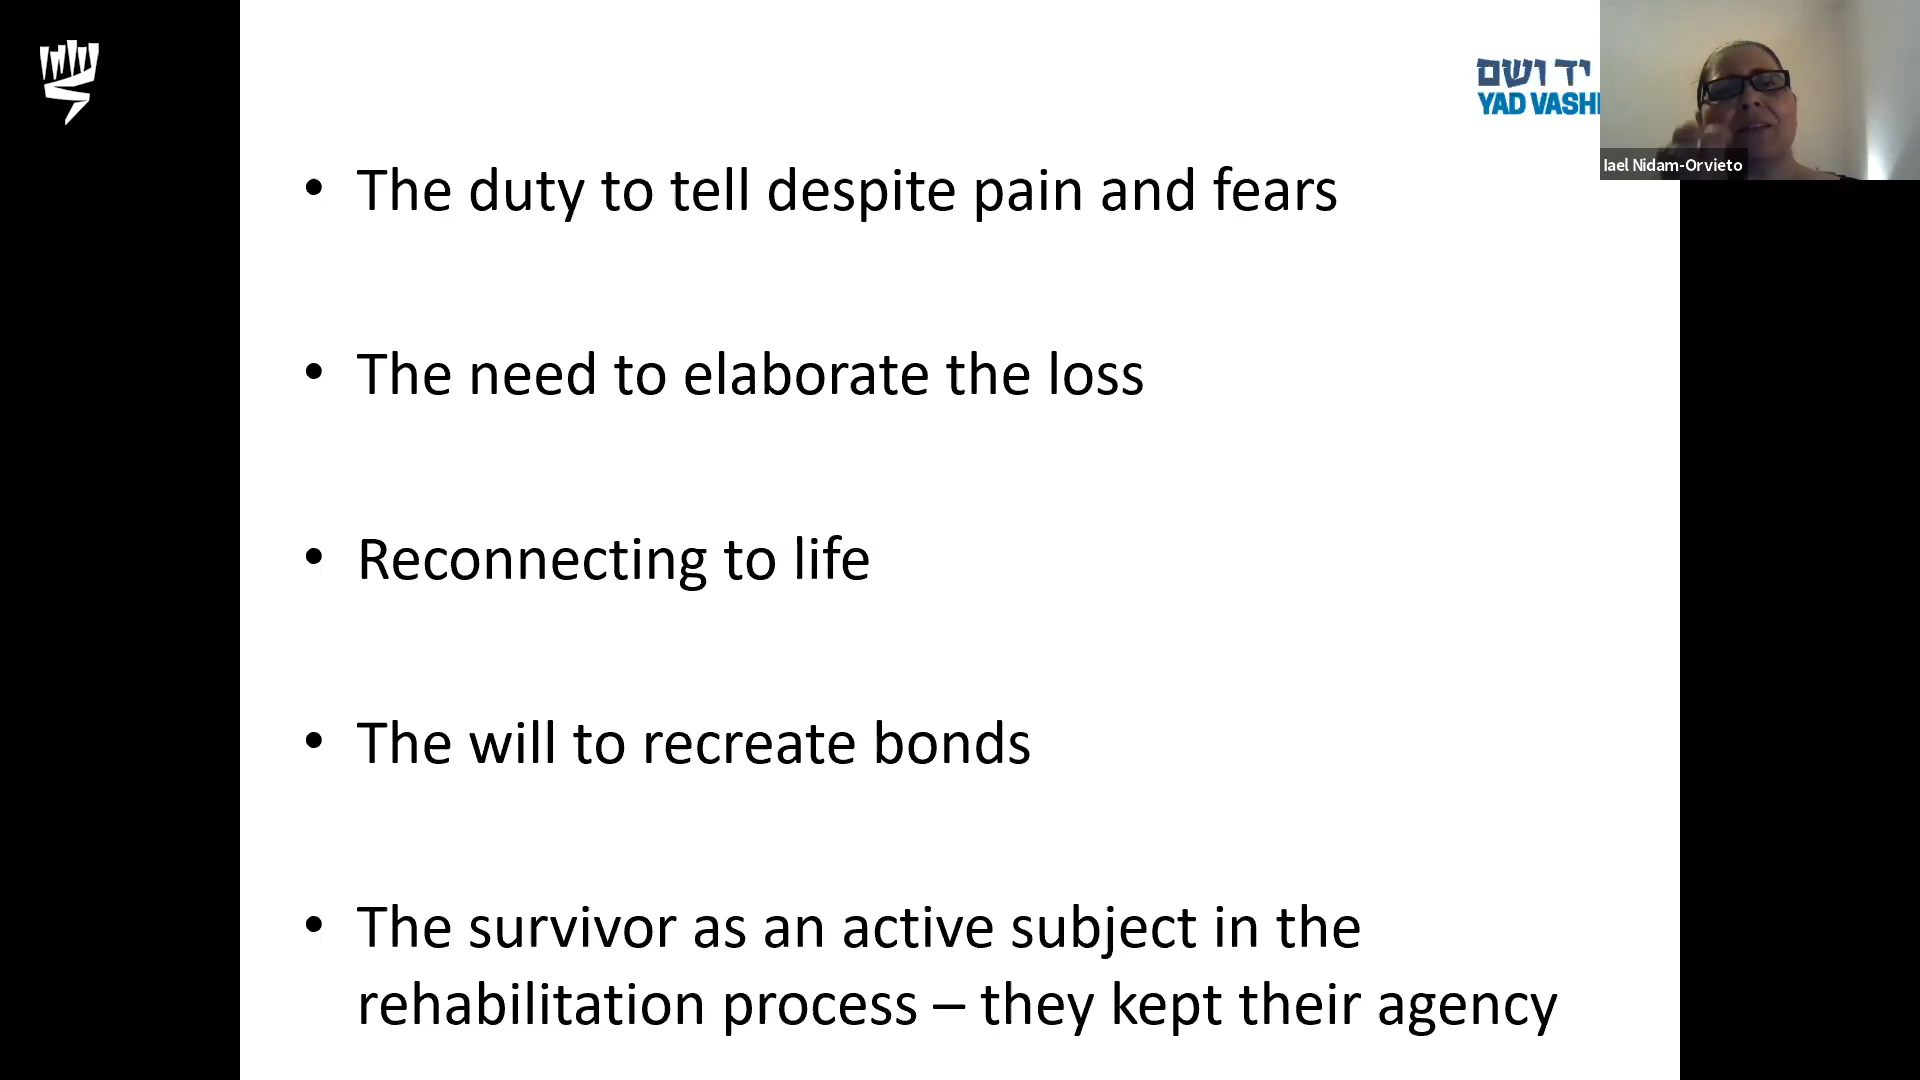 יד ושם
YAD VASH
Iael Nidam-Orvieto
• The duty to tell despite pain and fears
• The need to elaborate the loss
• Reconnecting to life
• The will to recreate bonds
• The survivor as an active subject in the
rehabilitation process – they kept their agency